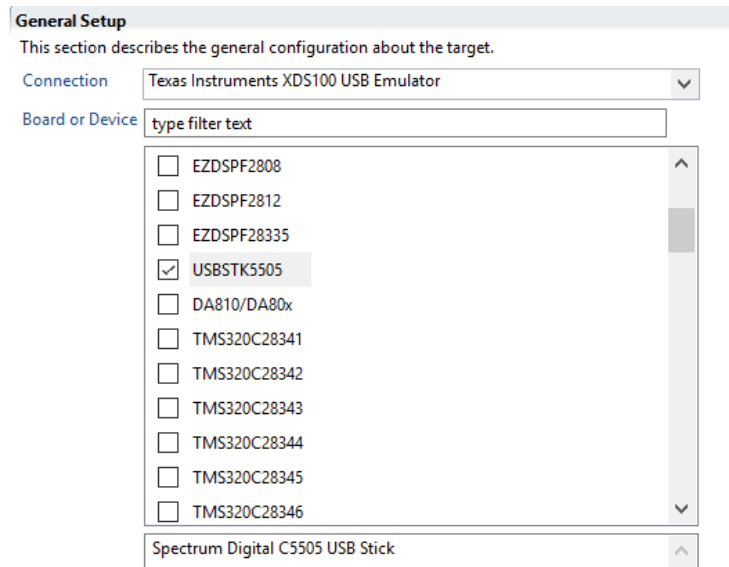 General Setup
This section describes the general configuration about the target.
Connection Texas Instruments XDS100 USB Emulator
Board or Device type filter text
EZDSPF2808
EZDSPF2812
EZDSPF28335
USBSTK5505
DA810/DA80x
TMS320C28341
TMS320C28342
TMS320C28343
TMS320C28344
TMS320C28345
TMS320C28346
Spectrum Digital C5505 USB Stick